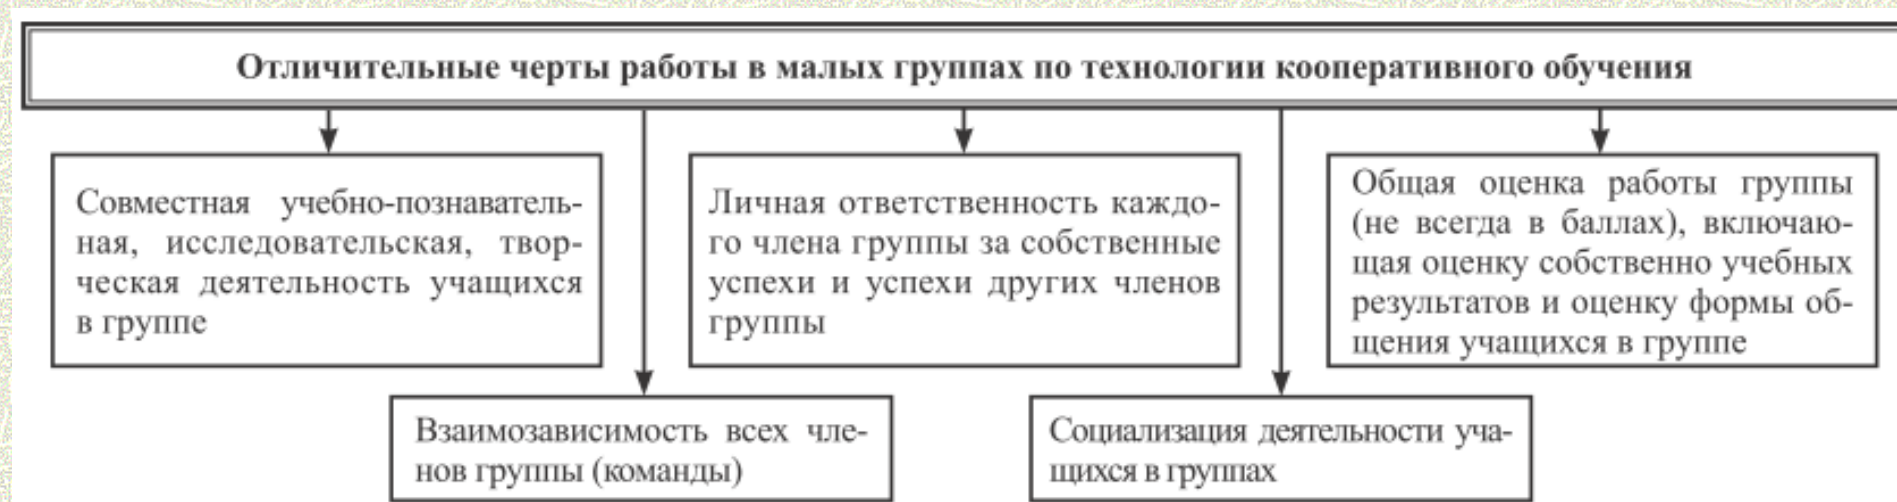 Отличительные черты работы в малых группах по технологии кооперативного обучения
Совместная учебно-познаватель-
ная, исследовательская, твор-
ческая деятельность учащихся
в группе
Взаимозависимость всех чле-
нов группы (команды)
Личная ответственность каждо-
го члена группы за собственные
успехи и успехи других членов
группы
Социализация деятельности уча-
щихся в группах
Общая оценка работы группы
(не всегда в баллах), включаю-
щая оценку собственно учебных
результатов и оценку формы об-
щения учащихся в группе